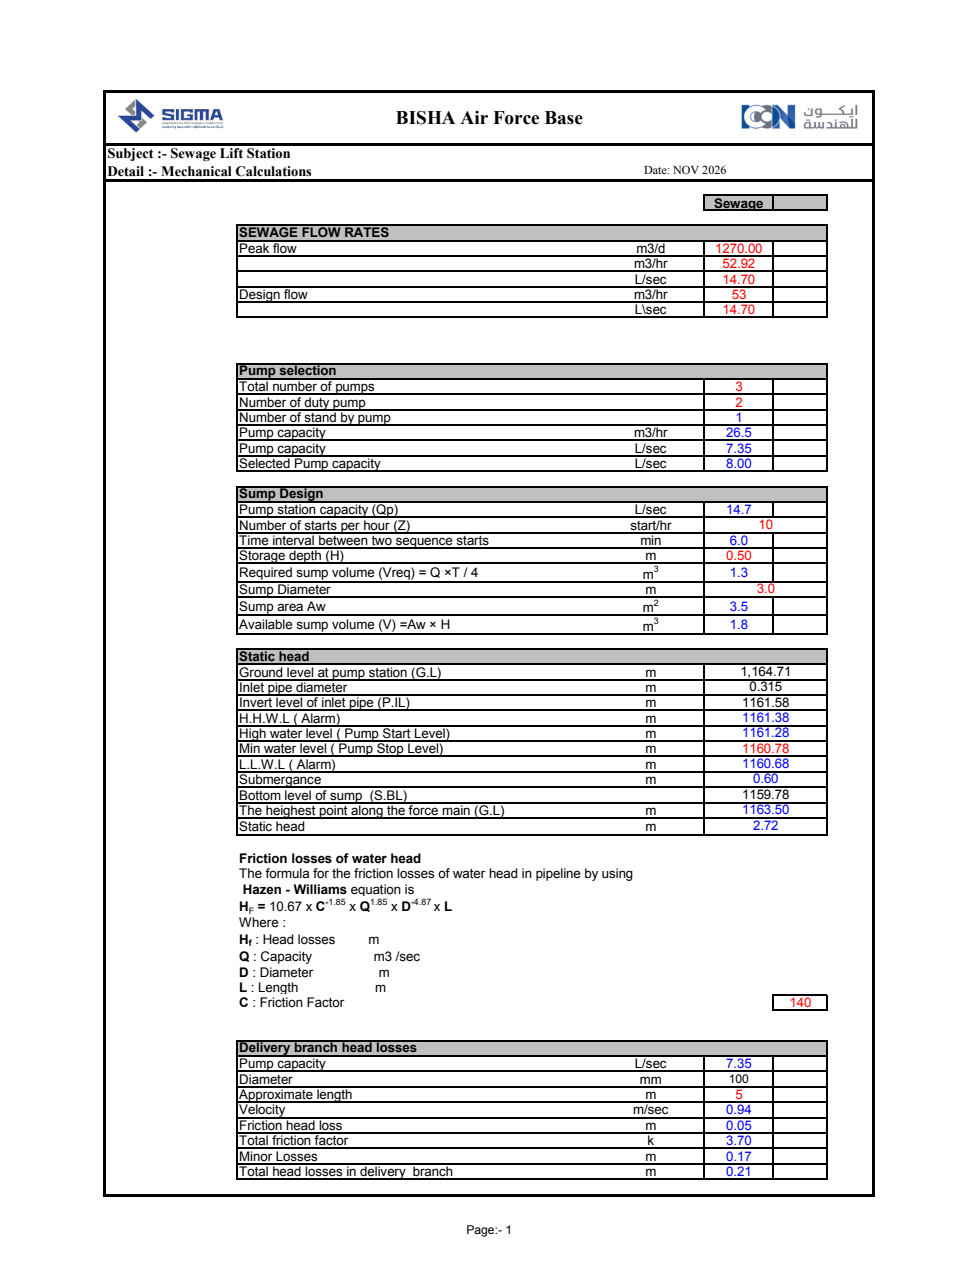 SIGMA
BISHA Air Force Base
ICON
ايكون
للهندسة
Subject :- Sewage Lift Station
Detail :- Mechanical Calculations
Date: NOV 2026
Sewage
SEWAGE FLOW RATES
Peak flow m3/d 1270.00
m3/hr 52.92
L/sec 14.70
Design flow m3/hr 53
L\sec 14.70
Pump selection
Total number of pumps 3
Number of duty pump 2
Number of stand by pump 1
Pump capacity m3/hr 26.5
Pump capacity L/sec 7.35
Selected Pump capacity L/sec 8.00
Sump Design
Pump station capacity (Qp) L/sec 14.7
Number of starts per hour (Z) start/hr 10
Time interval between two sequence starts min 6.0
Storage depth (H) m 0.50
Required sump volume (Vreq) = Q ×T / 4 m³ 1.3
Sump Diameter m 3.0
Sump area Aw m² 3.5
Available sump volume (V) =Aw × H m³ 1.8
Static head
Ground level at pump station (G.L) m 1,164.71
Inlet pipe diameter m 0.315
Invert level of inlet pipe (P.IL) m 1161.58
H.H.W.L ( Alarm) m 1161.38
High water level ( Pump Start Level) m 1161.28
Min water level ( Pump Stop Level) m 1160.78
L.L.W.L ( Alarm) m 1160.68
Submergance m 0.60
Bottom level of sump (S.BL) 1159.78
The heighest point along the force main (G.L) m 1163.50
Static head m 2.72
Friction losses of water head
The formula for the friction losses of water head in pipeline by using
Hazen - Williams equation is
H_F = 10.67 x C^-1.85 x Q^1.85 x D^-4.87 x L
Where :
H_f : Head losses m
Q : Capacity m3 /sec
D : Diameter m
L : Length m
C : Friction Factor 140
Delivery branch head losses
Pump capacity L/sec 7.35
Diameter mm 100
Approximate length m 5
Velocity m/sec 0.94
Friction head loss m 0.05
Total friction factor k 3.70
Minor Losses m 0.17
Total head losses in delivery branch m 0.21
Page:- 1